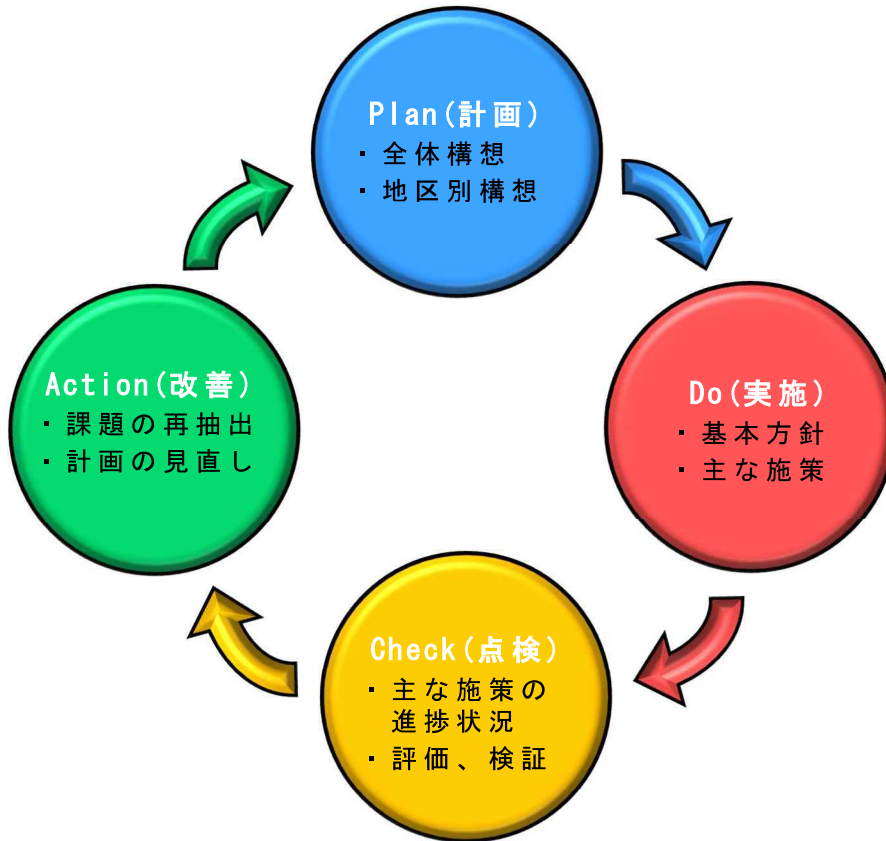 Plan(計画)
・全体構想
・地区別構想
Do(実施)
・基本方針
・主な施策
Check(点検)
・主な施策の
進捗状況
・評価、検証
Action(改善)
・課題の再抽出
・計画の見直し